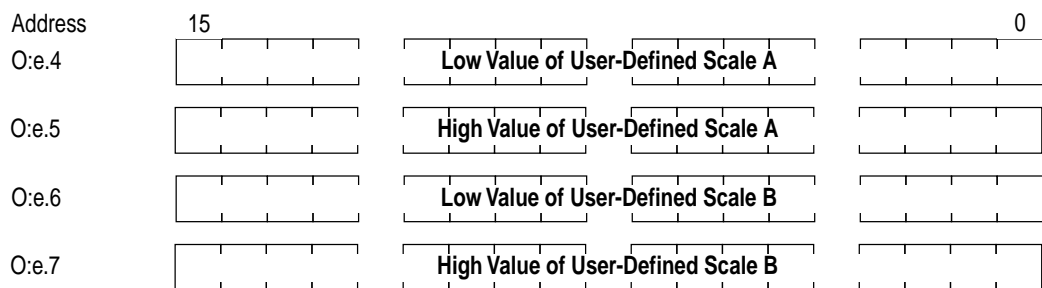 Address 15 0
O:e.4 Low Value of User-Defined Scale A
O:e.5 High Value of User-Defined Scale A
O:e.6 Low Value of User-Defined Scale B
O:e.7 High Value of User-Defined Scale B